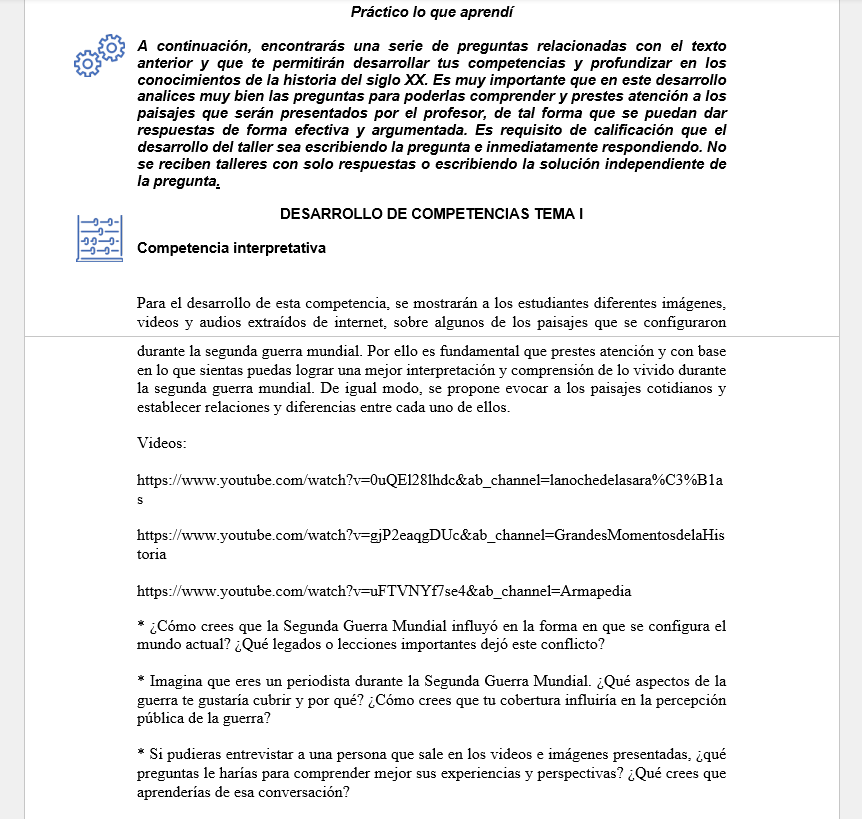 Práctico lo que aprendí
A continuación, encontrarás una serie de preguntas relacionadas con el texto
anterior y que te permitirán desarrollar tus competencias y profundizar en los
conocimientos de la historia del siglo XX. Es muy importante que en este desarrollo
analices muy bien las preguntas para poderlas comprender y prestes atención a los
paisajes que serán presentados por el profesor, de tal forma que se puedan dar
respuestas de forma efectiva y argumentada. Es requisito de calificación que el
desarrollo del taller sea escribiendo la pregunta e inmediatamente respondiendo. No
se reciben talleres con solo respuestas o escribiendo la solución independiente de
la pregunta.
DESARROLLO DE COMPETENCIAS TEMA I
Competencia interpretativa
Para el desarrollo de esta competencia, se mostrarán a los estudiantes diferentes imágenes,
videos y audios extraídos de internet, sobre algunos de los paisajes que se configuraron
durante la segunda guerra mundial. Por ello es fundamental que prestes atención y con base
en lo que sientas puedas lograr una mejor interpretación y comprensión de lo vivido durante
la segunda guerra mundial. De igual modo, se propone evocar a los paisajes cotidianos y
establecer relaciones y diferencias entre cada uno de ellos.
Videos:
https://www.youtube.com/watch?v=0uQEl28lhdc&ab_channel=lanochedelasara%C3%B1a
s
https://www.youtube.com/watch?v=gjP2eaqgDUc&ab_channel=GrandesMomentosdelaHis
toria
https://www.youtube.com/watch?v=uFTVNYf7se4&ab_channel=Armapedia
* ¿Cómo crees que la Segunda Guerra Mundial influyó en la forma en que se configura el
mundo actual? ¿Qué legados o lecciones importantes dejó este conflicto?
* Imagina que eres un periodista durante la Segunda Guerra Mundial. ¿Qué aspectos de la
guerra te gustaría cubrir y por qué? ¿Cómo crees que tu cobertura influiría en la percepción
pública de la guerra?
* Si pudieras entrevistar a una persona que sale en los videos e imágenes presentadas, ¿qué
preguntas le harías para comprender mejor sus experiencias y perspectivas? ¿Qué crees que
aprenderías de esa conversación?